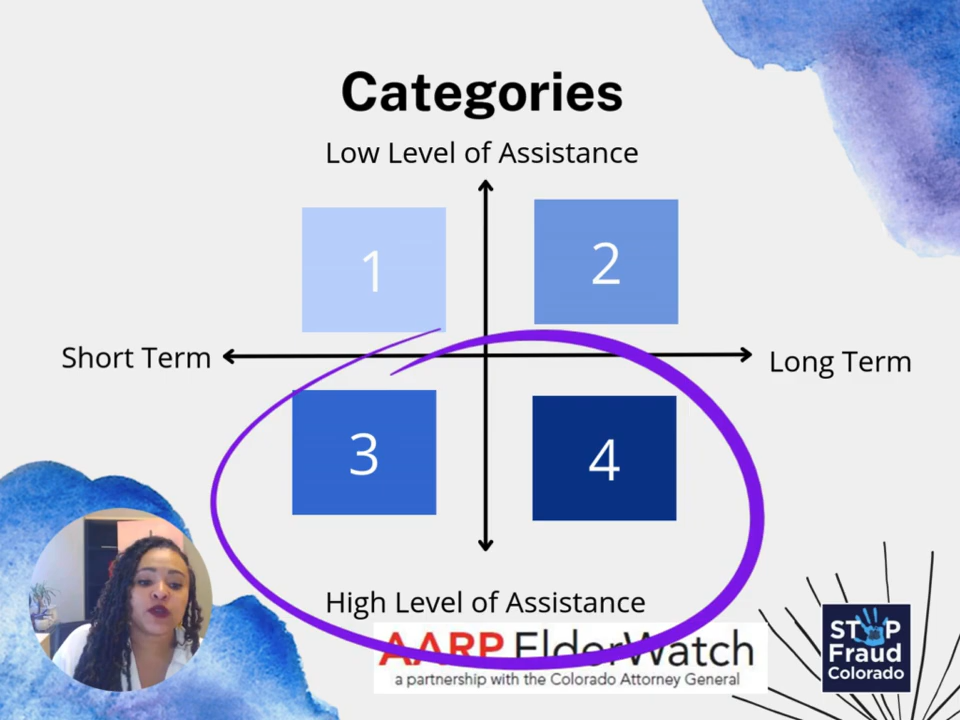 Categories
Low Level of Assistance
1
2
Short Term
Long Term
3
4
High Level of Assistance
AARP ElderWatch
a partnership with the Colorado Attorney General
STOP
Fraud
Colorado